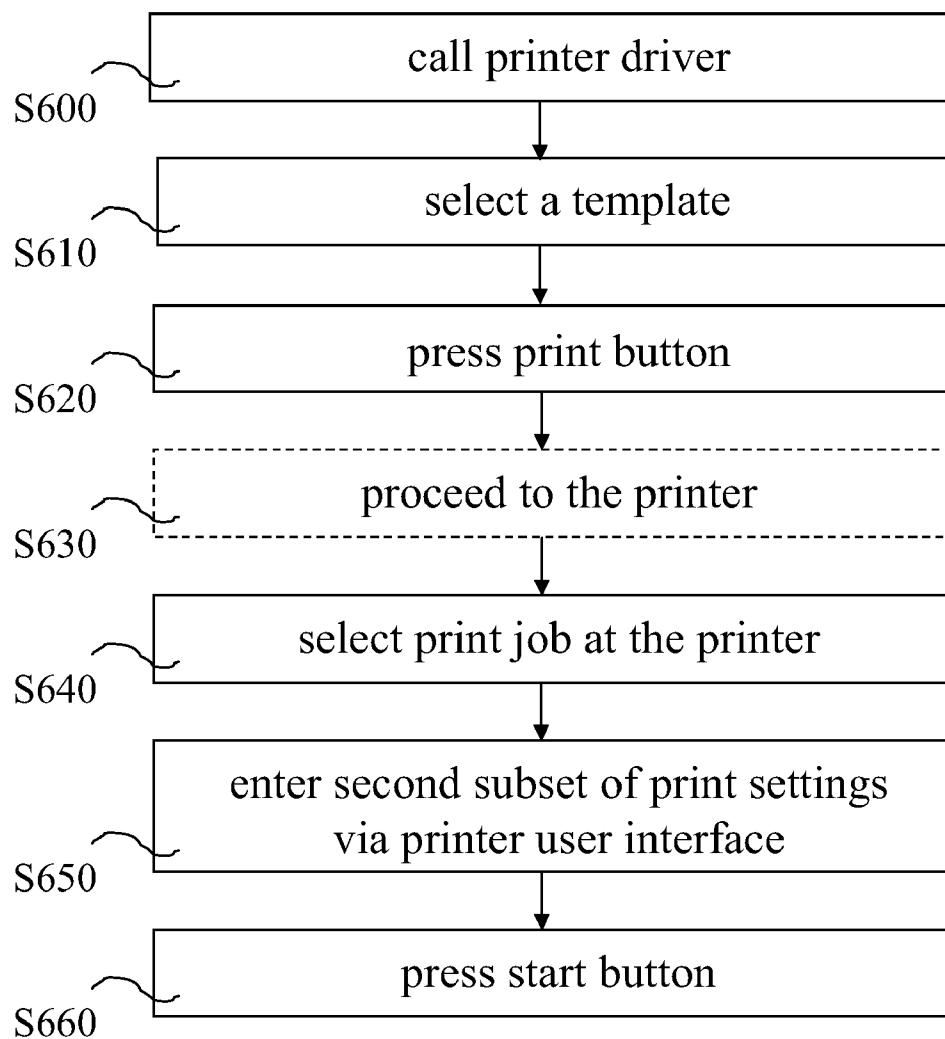 call printer driver
S600
select a template
S610
press print button
S620
proceed to the printer
S630
select print job at the printer
S640
enter second subset of print settings
via printer user interface
S650
press start button
S660